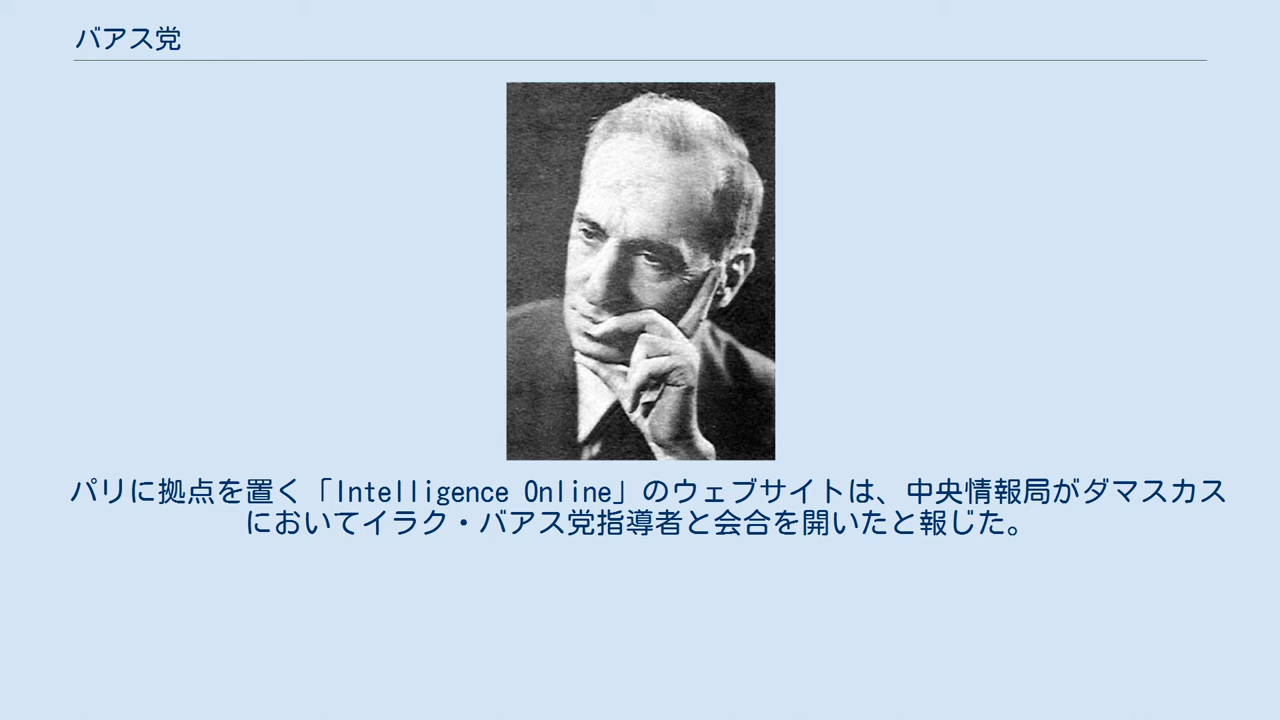 バアス党
パリに拠点を置く「Intelligence Online」のウェブサイトは、中央情報局がダマスカス
においてイラク・バアス党指導者と会合を開いたと報じた。